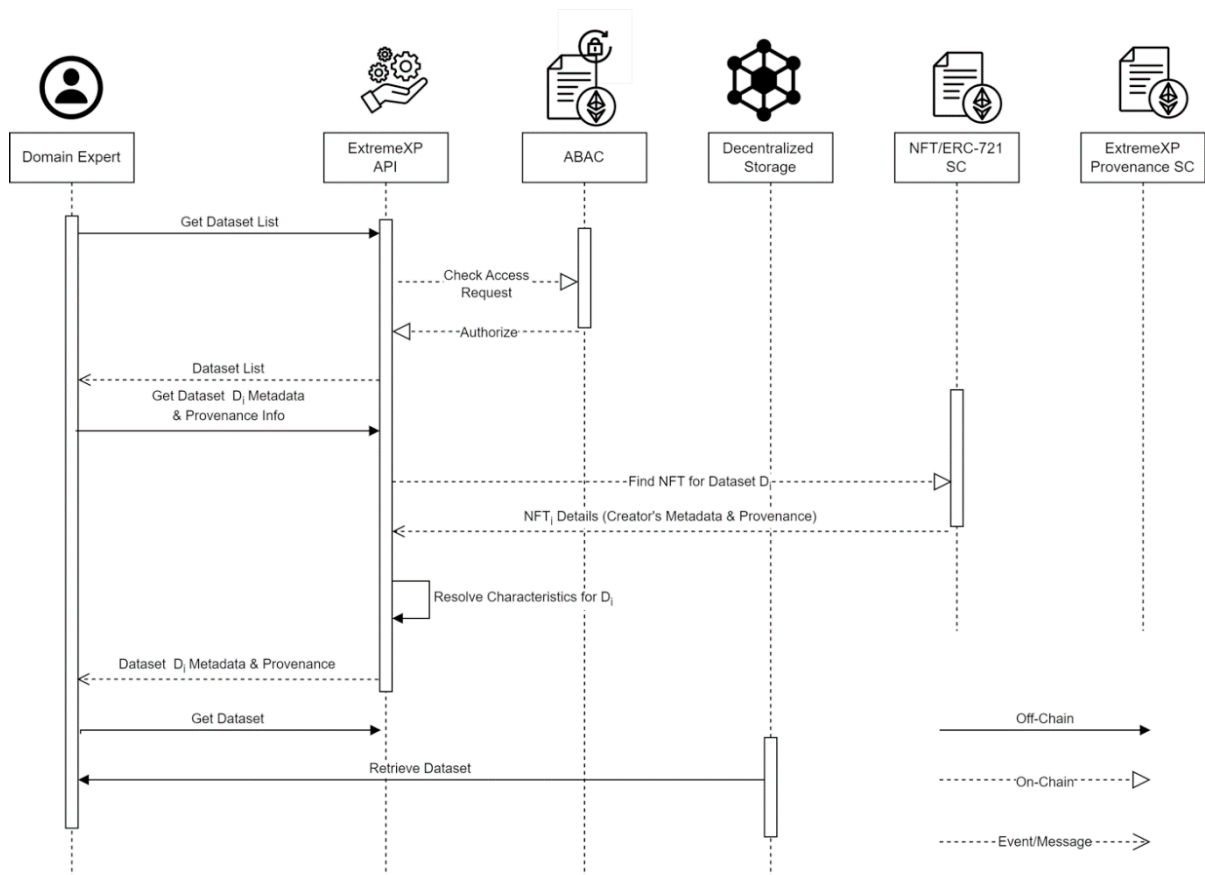 Domain Expert
ExtremeXP
API
ABAC
Decentralized
Storage
NFT/ERC-721
SC
ExtremeXP
Provenance SC
Get Dataset List
Check Access
Request
Authorize
Dataset List
Get Dataset Di Metadata
& Provenance Info
Find NFT for Dataset Di
NFTi Details (Creator's Metadata & Provenance)
Resolve Characteristics for Di
Dataset Di Metadata & Provenance
Get Dataset
Off-Chain
Retrieve Dataset
On-Chain
Event/Message